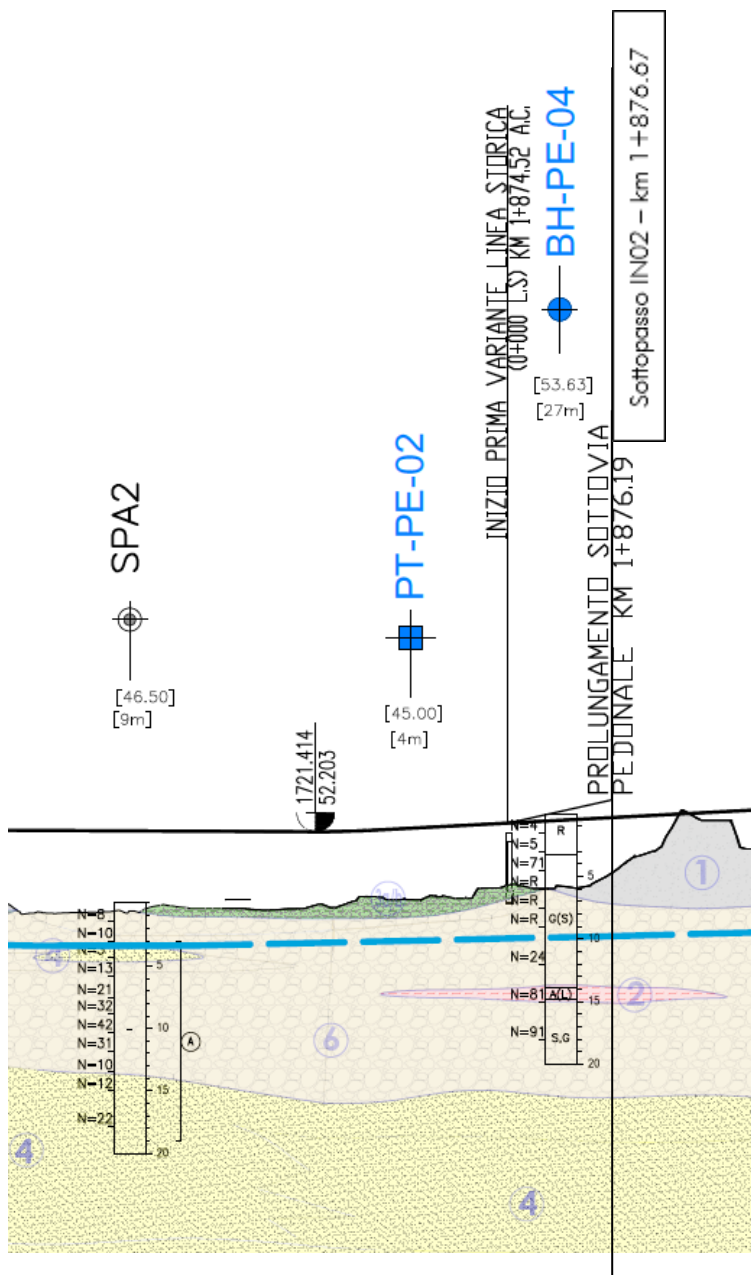 Sottopasso IN02 – km 1+876.67
BH-PE-04
INIZIO PRIMA VARIANTE LINEA STORICA
(0+000 L.S) KM 1+874.52 A.C.
[53.63]
[27m]
PT-PE-02
PROLUNGAMENTO SOTTOVIA
PEDONALE KM 1+876.19
SPA2
[46.50]
[9m]
[45.00]
[4m]
1721.414
52.203
N=4
R
N=5
N=71
5
N=R
N=R
N=R
G(S)
10
N=24
N=81
A(L)
15
N=91
S,G
20
1
2
N=8
N=10
N=13
5
N=21
N=32
N=42
10
N=31
N=10
N=12
15
N=22
20
-
A
6
4
4